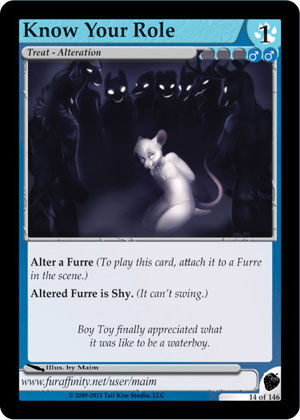 Know Your Role
1
Treat - Alteration
Alter a Furre (To play this card, attach it to a Furre
in the scene.)
Altered Furre is Shy. (It can't swing.)
Boy Toy finally appreciated what
it was like to be a waterboy.
Illus. by Maim
www.furaffinity.net/user/maim
© 2009-2013 Tail Kiss Studio, LLC
14 of 146